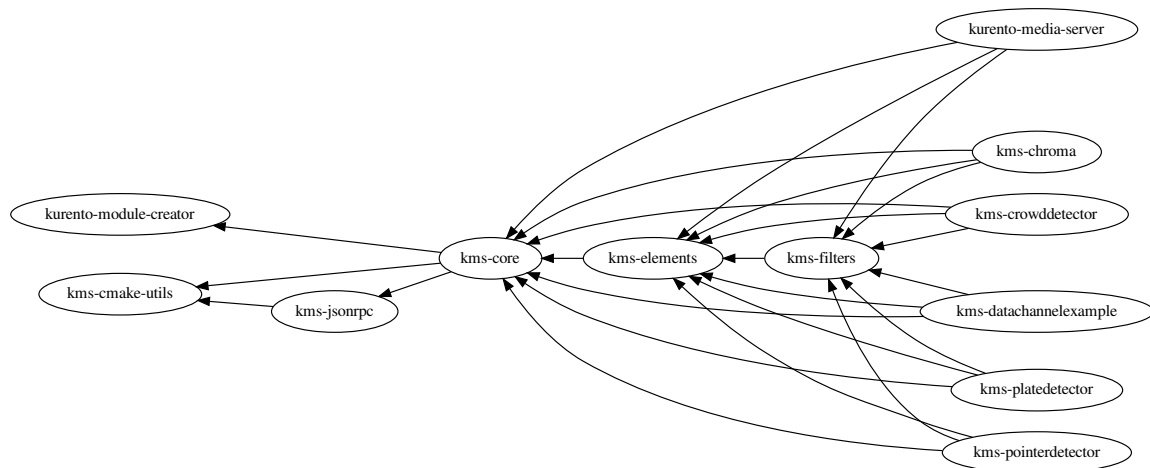 kurento-media-server
kms-chroma
kurento-module-creator
kms-crowddetector
kms-core
kms-elements
kms-filters
kms-cmake-utils
kms-jsonrpc
kms-datachannelexample
kms-platedetector
kms-pointerdetector